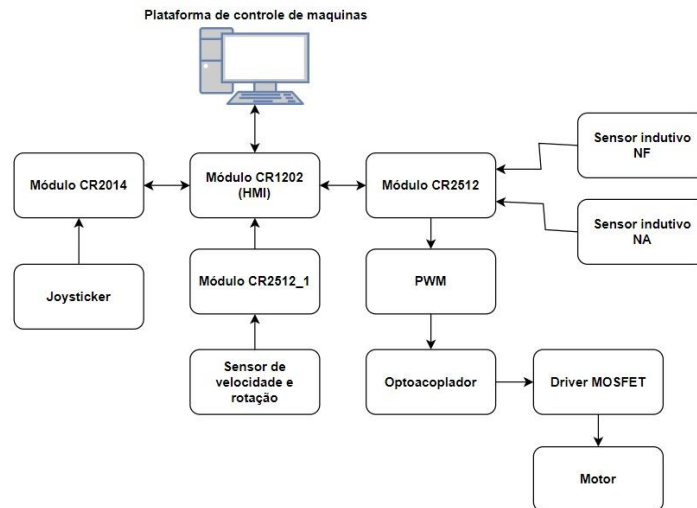 Plataforma de controle de maquinas
Sensor indutivo
NF
Módulo CR2014
Módulo CR1202
(HMI)
Módulo CR2512
Sensor indutivo
NA
Joysticker
Módulo CR2512_1
PWM
Sensor de
velocidade e
rotação
Optoacoplador
Driver MOSFET
Motor